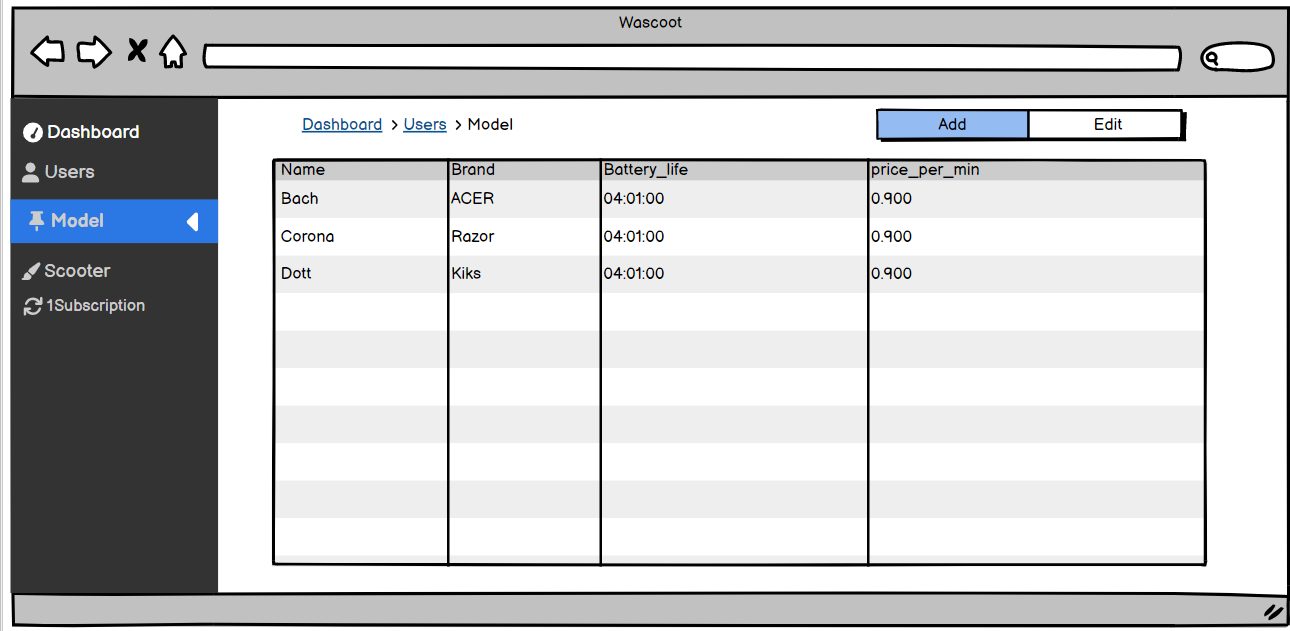 Wascoot
Dashboard
Users
Model
Scooter
1Subscription
Dashboard > Users > Model
Add Edit
Name Brand Battery_life price_per_min
Bach ACER 04:01:00 0.900
Corona Razor 04:01:00 0.900
Dott Kiks 04:01:00 0.900